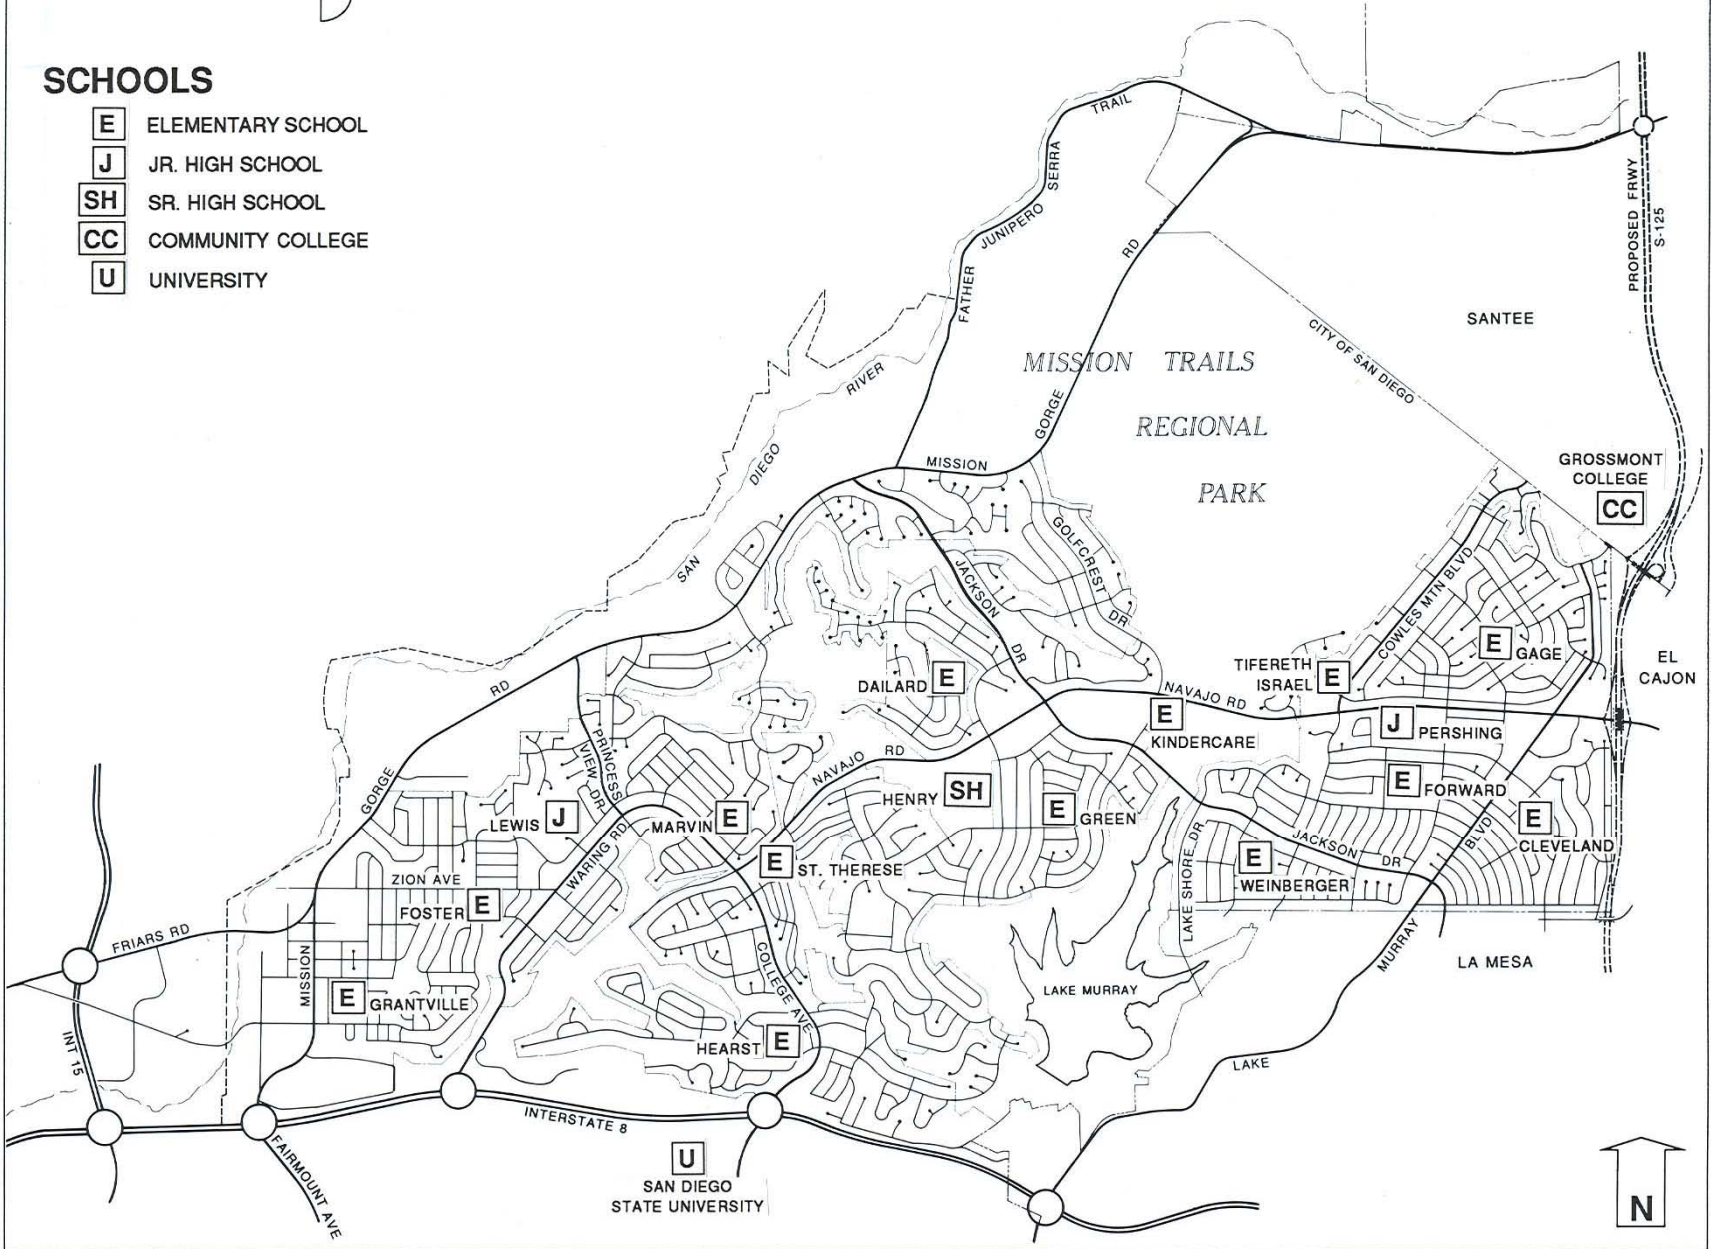 SCHOOLS
E ELEMENTARY SCHOOL
J JR. HIGH SCHOOL
SH SR. HIGH SCHOOL
CC COMMUNITY COLLEGE
U UNIVERSITY
TRAIL
SERRA
JUNIPERO
FATHER
RD
PROPOSED FRWY
S-125
SANTEE
CITY OF SAN DIEGO
MISSION TRAILS
REGIONAL
PARK
RIVER
DIEGO
SAN
GORGE
MISSION
GROSSMONT
COLLEGE
CC
GOLFCREST
DR
JACKSON
DR
COWLES MTN BLVD
E GAGE
TIFERETH
ISRAEL E
EL
CAJON
DAILARD E
NAVAJO RD
E
KINDERCARE
J PERSHING
RD
PRINCESS
VIEW DR
NAVAJO
RD
GORGE
HENRY SH
E FORWARD
E GREEN
LEWIS J
MARVIN E
WARING RD
E
CLEVELAND
BLVD
JACKSON
DR
LAKE SHORE DR
E
WEINBERGER
E ST. THERESE
ZION AVE
FOSTER E
FRIARS RD
MISSION
COLLEGE AVE
MURRAY
LA MESA
LAKE MURRAY
E GRANTVILLE
HEARST E
INT 15
LAKE
INTERSTATE 8
FAIRMOUNT AVE
U
SAN DIEGO
STATE UNIVERSITY
N